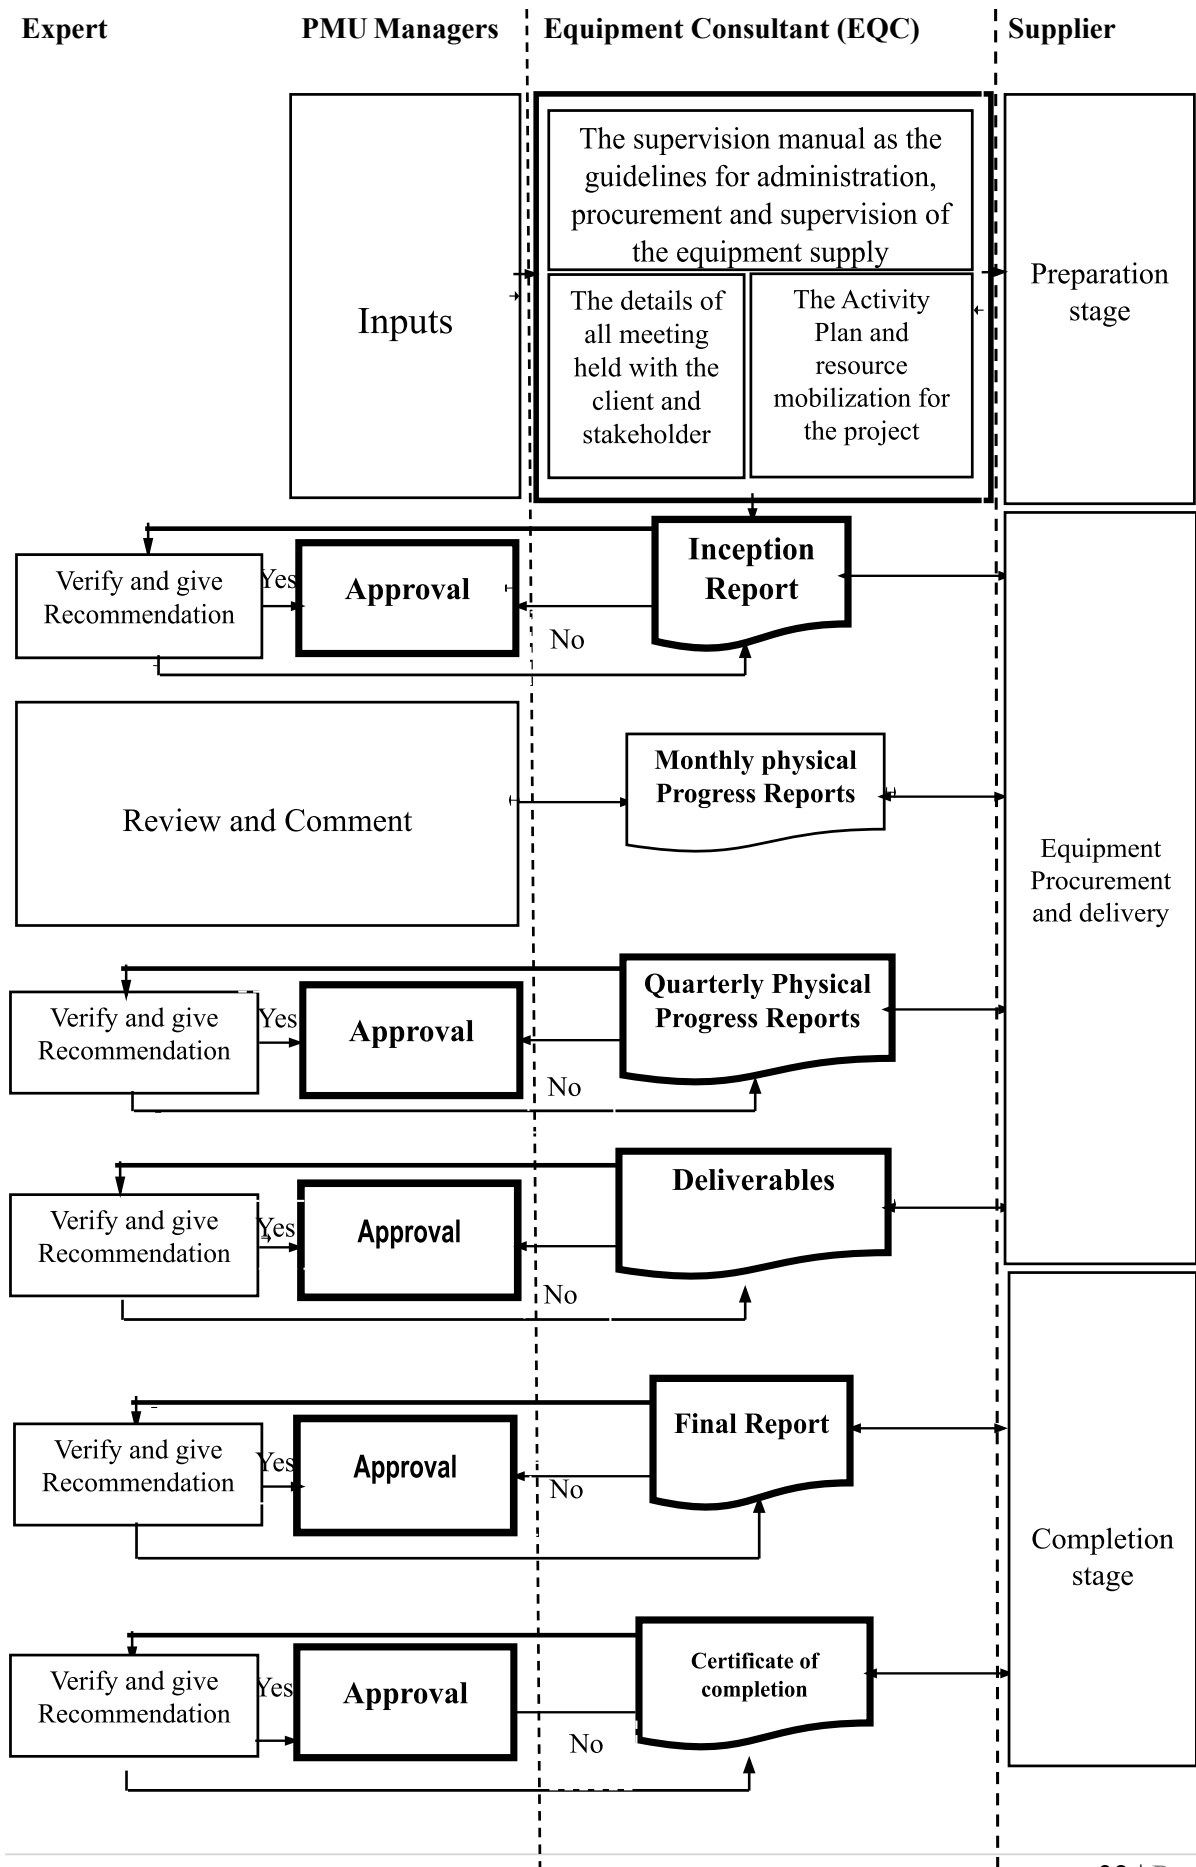 Expert
PMU Managers
Equipment Consultant (EQC)
Supplier
Inputs
The supervision manual as the
guidelines for administration,
procurement and supervision of
the equipment supply
The details of
all meeting
held with the
client and
stakeholder
The Activity
Plan and
resource
mobilization for
the project
Preparation
stage
Verify and give
Recommendation
Yes
Approval
No
Inception
Report
Review and Comment
Monthly physical
Progress Reports
Equipment
Procurement
and delivery
Verify and give
Recommendation
Yes
Approval
No
Quarterly Physical
Progress Reports
Verify and give
Recommendation
Yes
Approval
No
Deliverables
Verify and give
Recommendation
Yes
Approval
No
Final Report
Completion
stage
Verify and give
Recommendation
Yes
Approval
No
Certificate of
completion